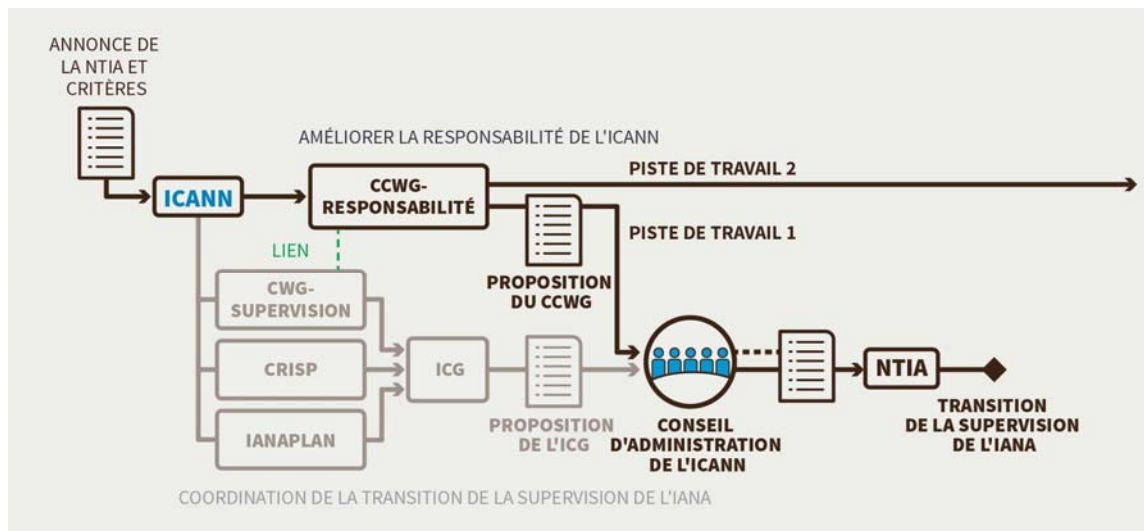 ANNONCE DE
LA NTIA ET
CRITÈRES
AMÉLIORER LA RESPONSABILITÉ DE L'ICANN
ICANN
CCWG-
RESPONSABILITÉ
PISTE DE TRAVAIL 2
PISTE DE TRAVAIL 1
LIEN
PROPOSITION
DU CCWG
CWG-
SUPERVISION
CRISP
IANAPLAN
ICG
PROPOSITION
DE L'ICG
CONSEIL
D'ADMINISTRATION
DE L'ICANN
NTIA
TRANSITION
DE LA SUPERVISION
DE L'IANA
COORDINATION DE LA TRANSITION DE LA SUPERVISION DE L'IANA